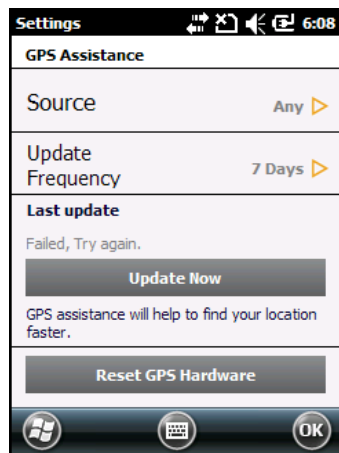 Settings 6:08
GPS Assistance
Source Any
Update
Frequency 7 Days
Last update
Failed, Try again.
Update Now
GPS assistance will help to find your location
faster.
Reset GPS Hardware
OK